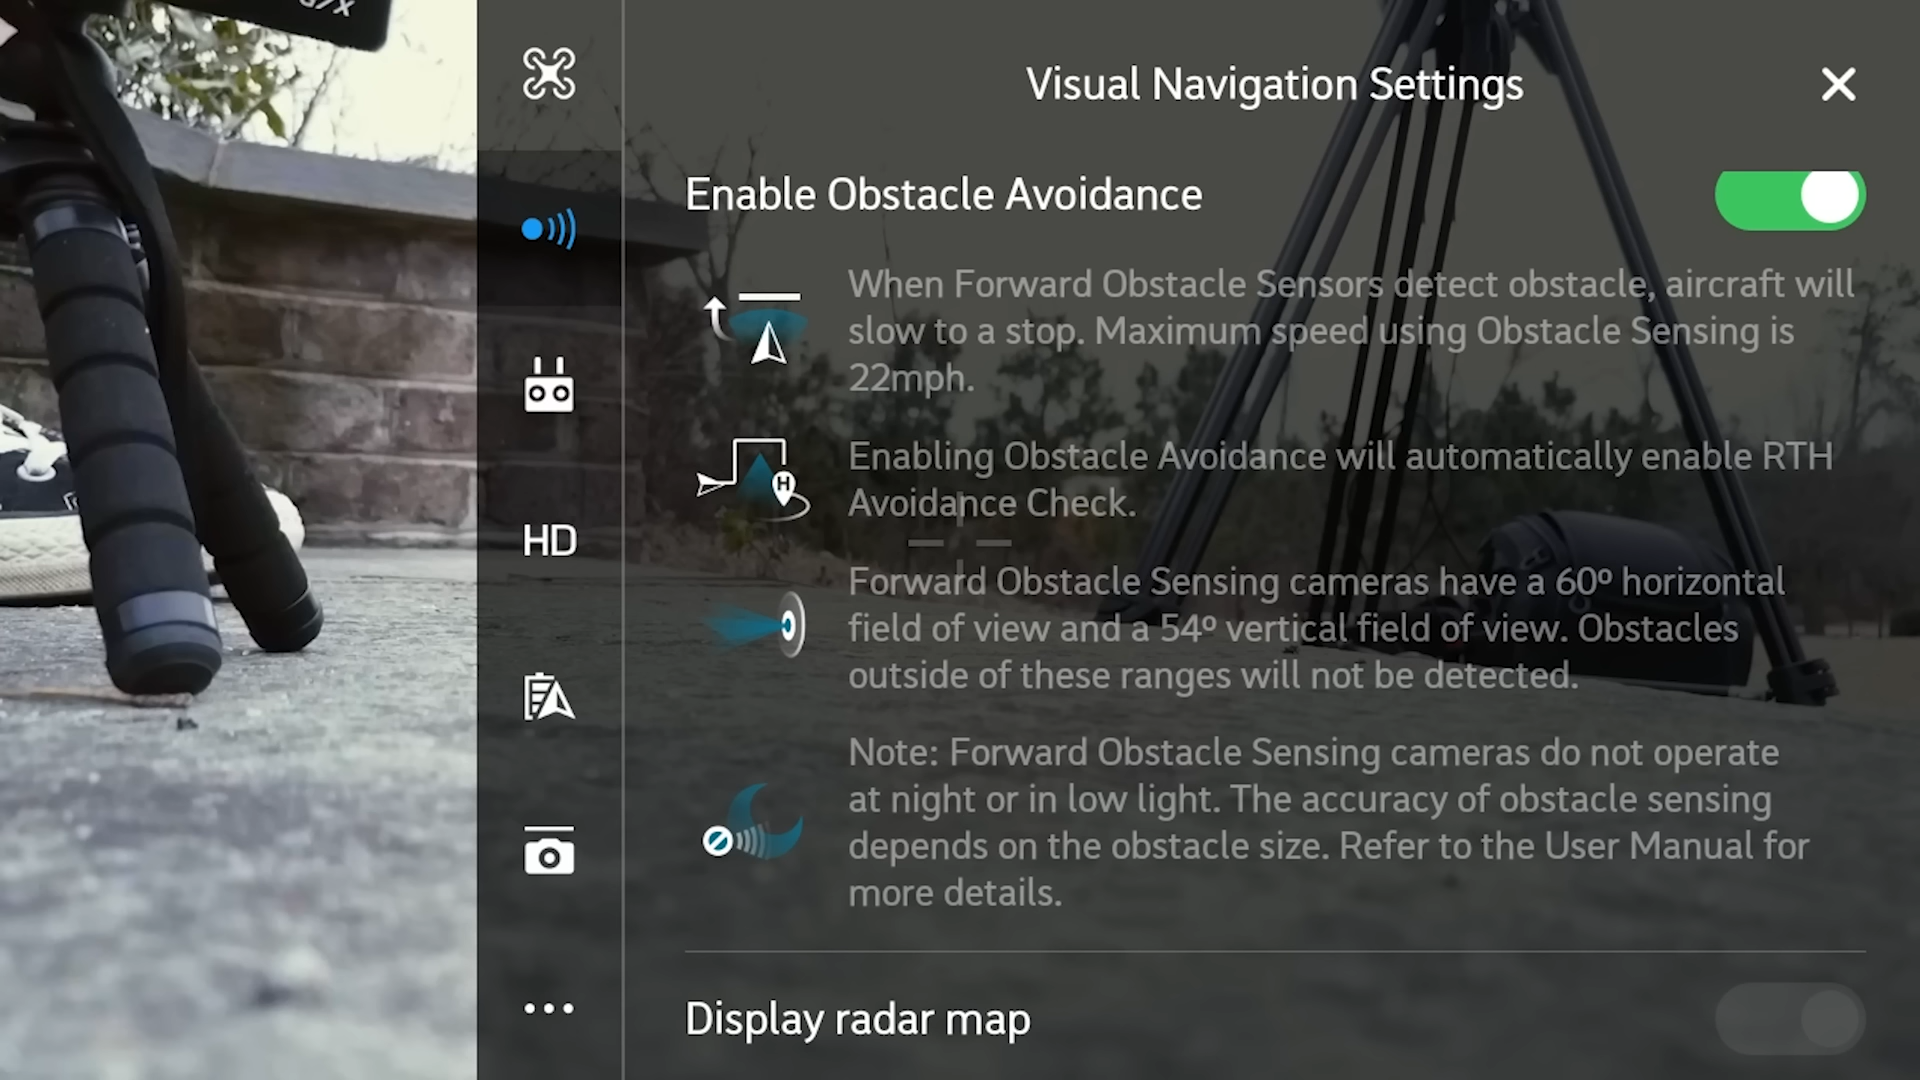 Visual Navigation Settings
Enable Obstacle Avoidance
When Forward Obstacle Sensors detect obstacle, aircraft will
slow to a stop. Maximum speed using Obstacle Sensing is
22mph.
H
Enabling Obstacle Avoidance will automatically enable RTH
Avoidance Check.
HD
Forward Obstacle Sensing cameras have a 60º horizontal
field of view and a 54º vertical field of view. Obstacles
outside of these ranges will not be detected.
Note: Forward Obstacle Sensing cameras do not operate
at night or in low light. The accuracy of obstacle sensing
depends on the obstacle size. Refer to the User Manual for
more details.
Display radar map